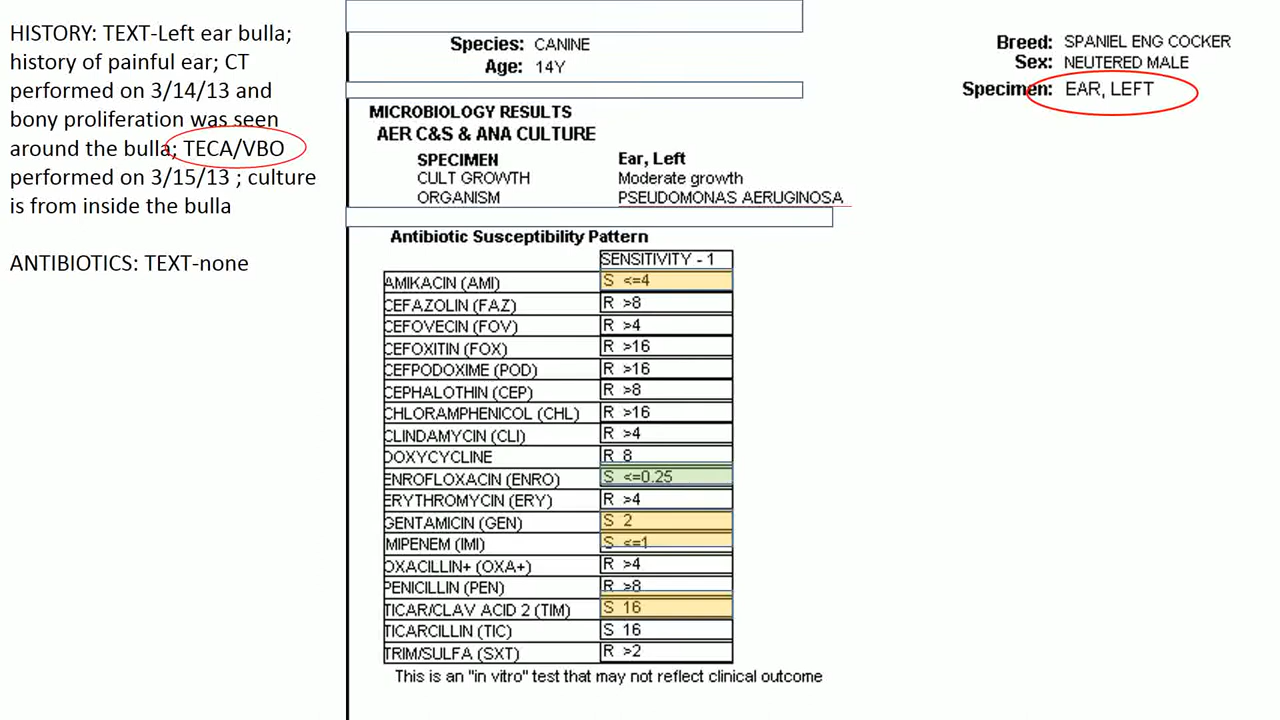 HISTORY: TEXT-Left ear bulla;
history of painful ear; CT
performed on 3/14/13 and
bony proliferation was seen
around the bulla; TECA/VBO
performed on 3/15/13 ; culture
is from inside the bulla
ANTIBIOTICS: TEXT-none
Species: CANINE
Age: 14Y
Breed: SPANIEL ENG COCKER
Sex: NEUTERED MALE
Specimen: EAR, LEFT
MICROBIOLOGY RESULTS
AER C&S & ANA CULTURE
SPECIMEN Ear, Left
CULT GROWTH Moderate growth
ORGANISM PSEUDOMONAS AERUGINOSA
Antibiotic Susceptibility Pattern
SENSITIVITY - 1
AMIKACIN (AMI) S <=4
CEFAZOLIN (FAZ) R >8
CEFOVECIN (FOV) R >4
CEFOXITIN (FOX) R >16
CEFPODOXIME (POD) R >16
CEPHALOTHIN (CEP) R >8
CHLORAMPHENICOL (CHL) R >16
CLINDAMYCIN (CLI) R >4
DOXYCYCLINE R 8
ENROFLOXACIN (ENRO) S <=0.25
ERYTHROMYCIN (ERY) R >4
GENTAMICIN (GEN) S 2
IMIPENEM (IMI) S <=1
OXACILLIN+ (OXA+) R >4
PENICILLIN (PEN) R >8
TICAR/CLAV ACID 2 (TIM) S 16
TICARCILLIN (TIC) S 16
TRIM/SULFA (SXT) R >2
This is an "in vitro" test that may not reflect clinical outcome